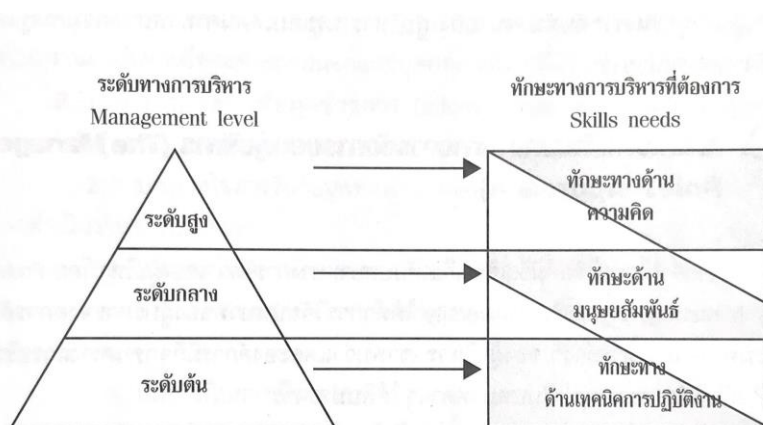 ระดับทางการบริหาร
Management level
ทักษะทางการบริหารที่ต้องการ
Skills needs
ระดับสูง
ระดับกลาง
ระดับต้น
ทักษะทางด้าน
ความคิด
ทักษะด้าน
มนุษยสัมพันธ์
ทักษะทาง
ด้านเทคนิคการปฏิบัติงาน